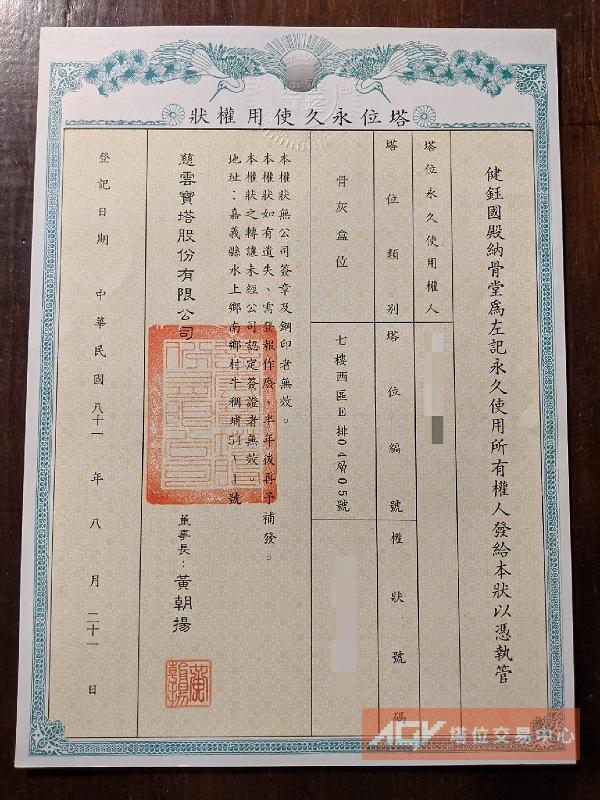 塔位永久使用權狀
健鈺國殿納骨堂為左記永久使用所有權人發給本狀以憑執管
塔位永久使用權人
塔位類別
塔位編號
權狀號碼
骨灰盒位
七樓西區E排04層05號
本權狀無公司簽章及鋼印者無效。
本權狀如有遺失、需登報作廢,半年後再予補發。
本權狀之轉讓未經公司認定簽證者無效。
地址:嘉義縣水上鄉南鄉村牛稠埔54-1號
慈雲寶塔股份有限公司
董事長:黃朝揚
登記日期 中華民國 八十一 年 八 月 二十一 日
AGV 塔位交易中心